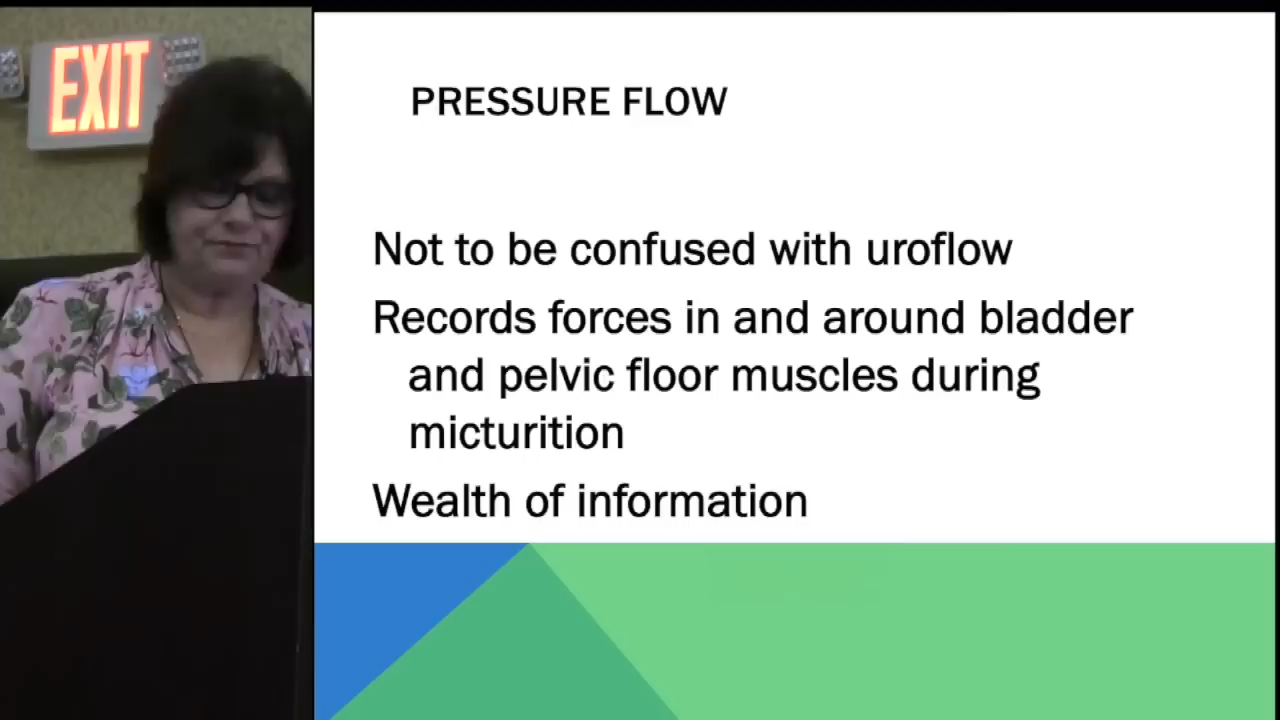 EXIT
PRESSURE FLOW
Not to be confused with uroflow
Records forces in and around bladder
and pelvic floor muscles during
micturition
Wealth of information